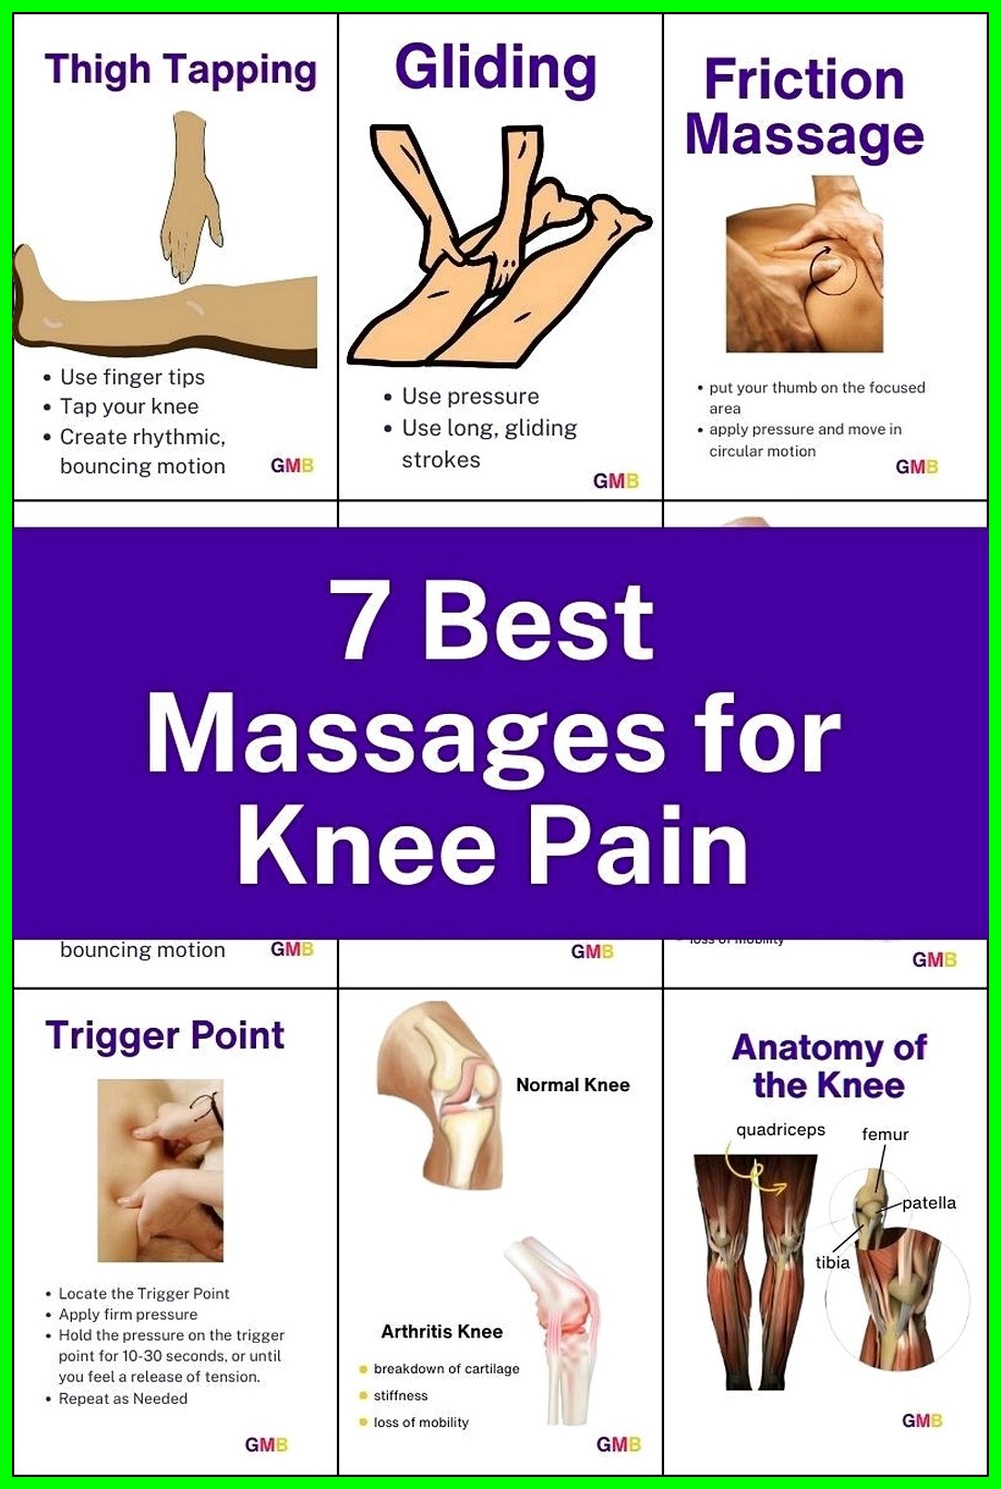 Thigh Tapping
• Use finger tips
• Tap your knee
• Create rhythmic,
bouncing motion
GMB
Gliding
• Use pressure
• Use long, gliding
strokes
GMB
Friction
Massage
• put your thumb on the focused
area
• apply pressure and move in
circular motion
GMB
7 Best
Massages for
Knee Pain
bouncing motion
GMB
GMB
loss of mobility
GMB
Trigger Point
• Locate the Trigger Point
• Apply firm pressure
• Hold the pressure on the trigger
point for 10-30 seconds, or until
you feel a release of tension.
• Repeat as Needed
GMB
Normal Knee
Arthritis Knee
breakdown of cartilage
stiffness
loss of mobility
GMB
Anatomy of
the Knee
quadriceps
femur
patella
tibia
GMB